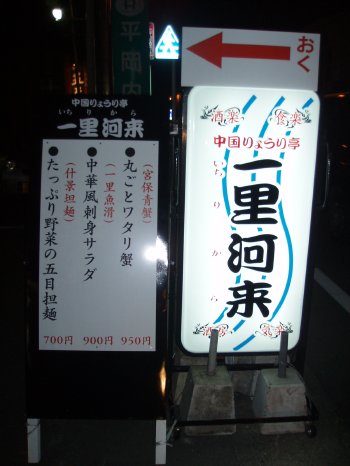 おく
酒楽
食楽
中国りょうり亭
いちりから
一里河来
中国りょうり亭
いちりから
一里河来
(宮保青蟹)
●丸ごとワタリ蟹
950円
(一里魚滑)
●中華風刺身サラダ
900円
(什景担麺)
●たっぷり野菜の五目担麺
700円
平岡内